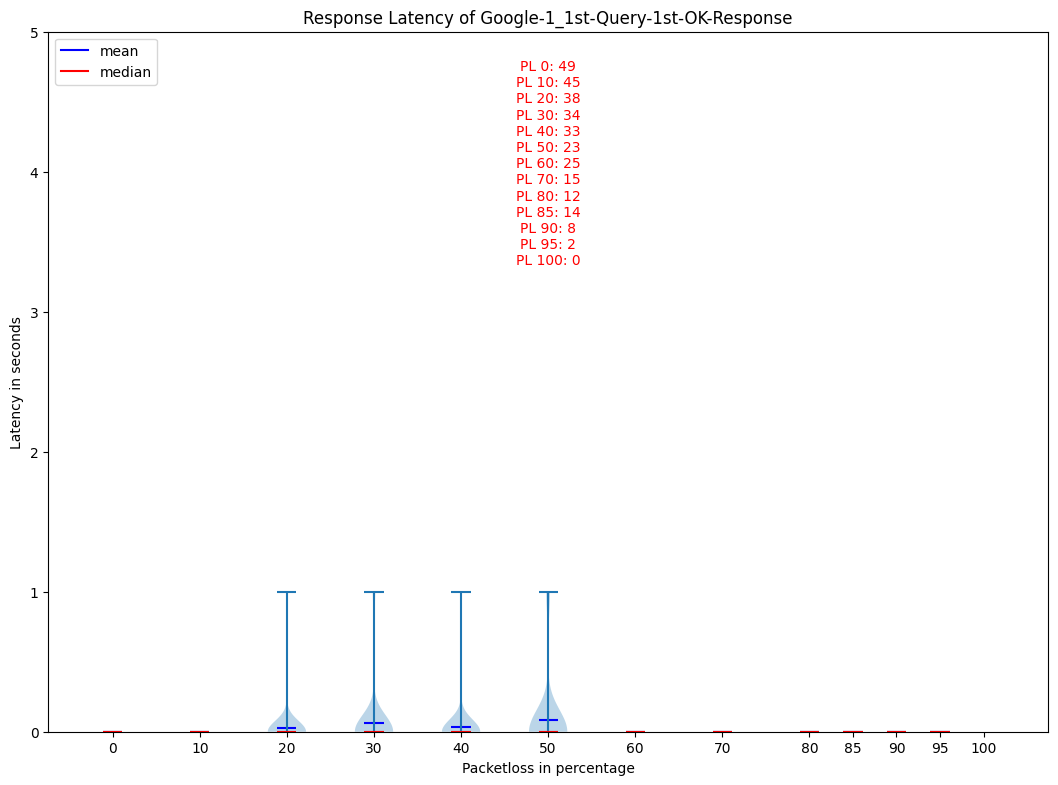 Response Latency of Google-1_1st-Query-1st-OK-Response
mean
median
PL 0: 49
PL 10: 45
PL 20: 38
PL 30: 34
PL 40: 33
PL 50: 23
PL 60: 25
PL 70: 15
PL 80: 12
PL 85: 14
PL 90: 8
PL 95: 2
PL 100: 0
Latency in seconds
5
4
3
2
1
0
0 10 20 30 40 50 60 70 80 85 90 95 100
Packetloss in percentage